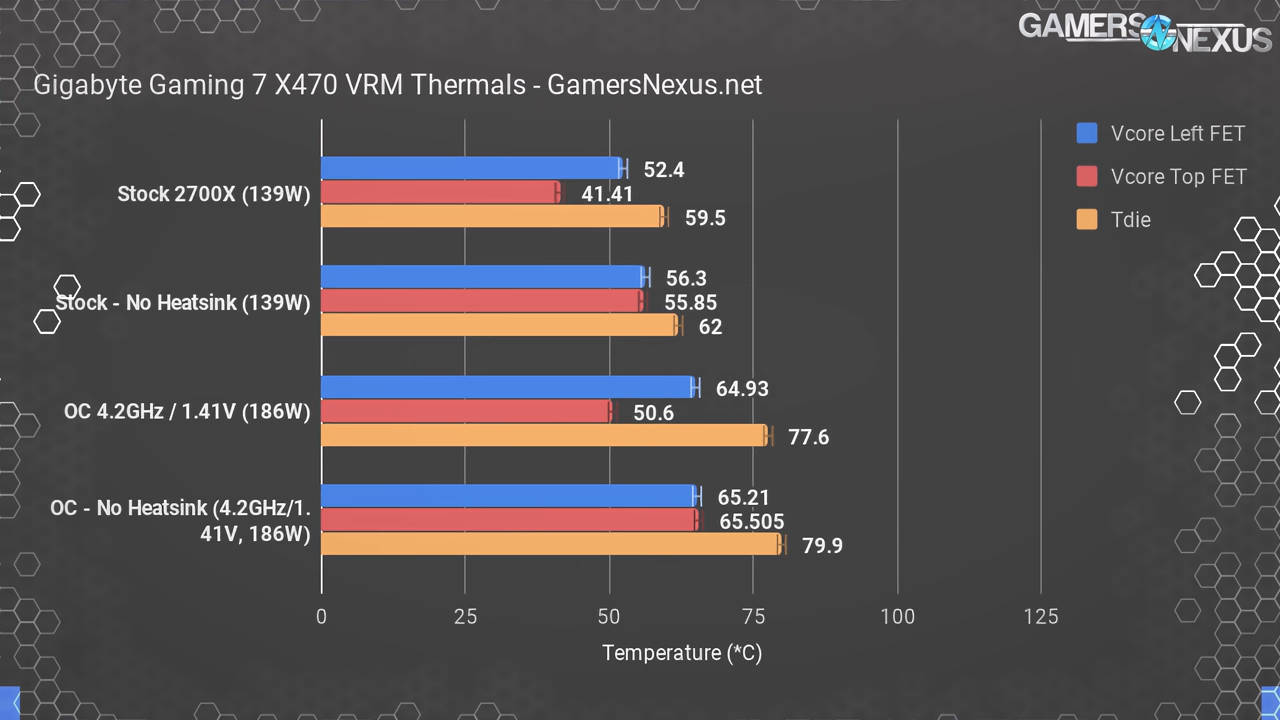 GAMERS NEXUS
Gigabyte Gaming 7 X470 VRM Thermals - GamersNexus.net
Vcore Left FET
Vcore Top FET
Tdie
Stock 2700X (139W)
52.4
41.41
59.5
Stock - No Heatsink (139W)
56.3
55.85
62
OC 4.2GHz / 1.41V (186W)
64.93
50.6
77.6
OC - No Heatsink (4.2GHz/1.
41V, 186W)
65.21
65.505
79.9
0 25 50 75 100 125
Temperature (*C)